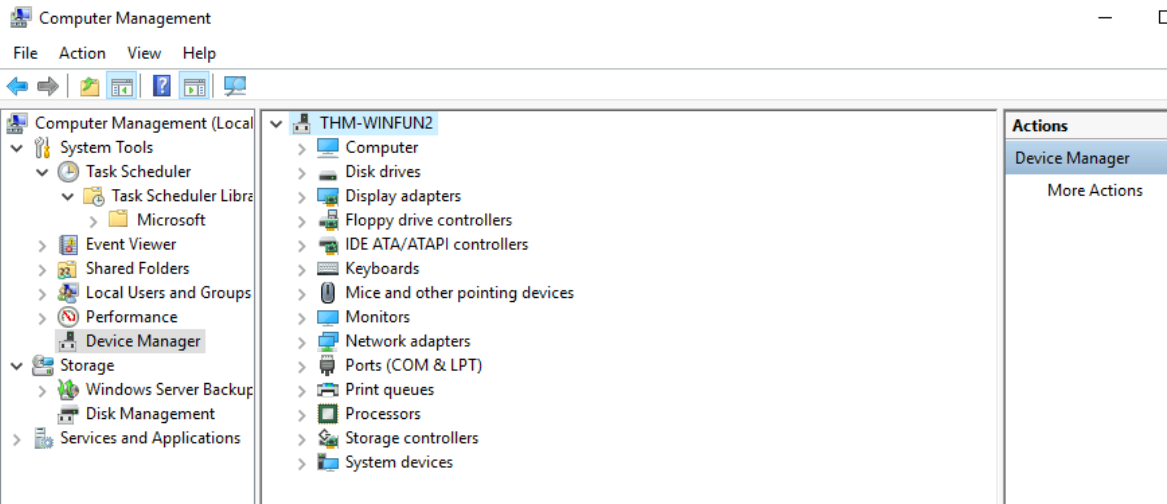 Computer Management
File Action View Help
Computer Management (Local
System Tools
Task Scheduler
Task Scheduler Libra
Microsoft
Event Viewer
Shared Folders
Local Users and Groups
Performance
Device Manager
Storage
Windows Server Backup
Disk Management
Services and Applications
THM-WINFUN2
Computer
Disk drives
Display adapters
Floppy drive controllers
IDE ATA/ATAPI controllers
Keyboards
Mice and other pointing devices
Monitors
Network adapters
Ports (COM & LPT)
Print queues
Processors
Storage controllers
System devices
Actions
Device Manager
More Actions